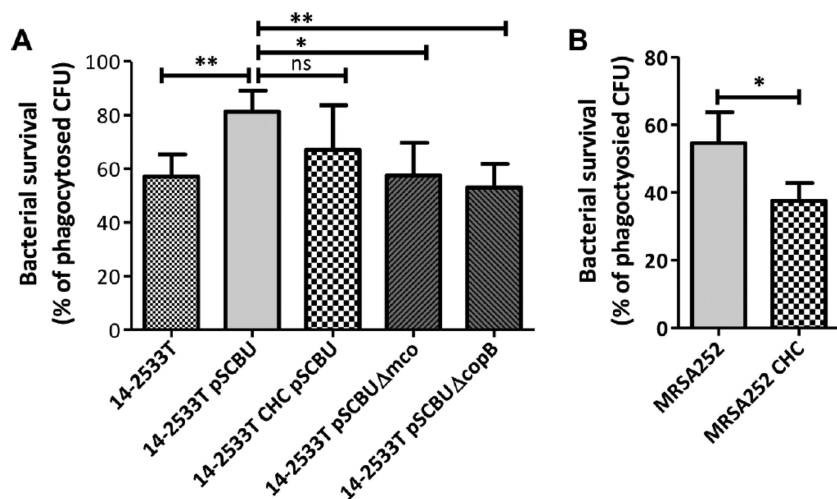 A
Bacterial survival
(% of phagocytosed CFU)
100
80
60
40
20
0
**
*
**
ns
14-2533T
14-2533T pSCBU
14-2533T CHC pSCBU
14-2533T pSCBUΔmco
14-2533T pSCBUΔcopB
B
Bacterial survival
(% of phagoctyosied CFU)
80
60
40
20
0
*
MRSA252
MRSA252 CHC